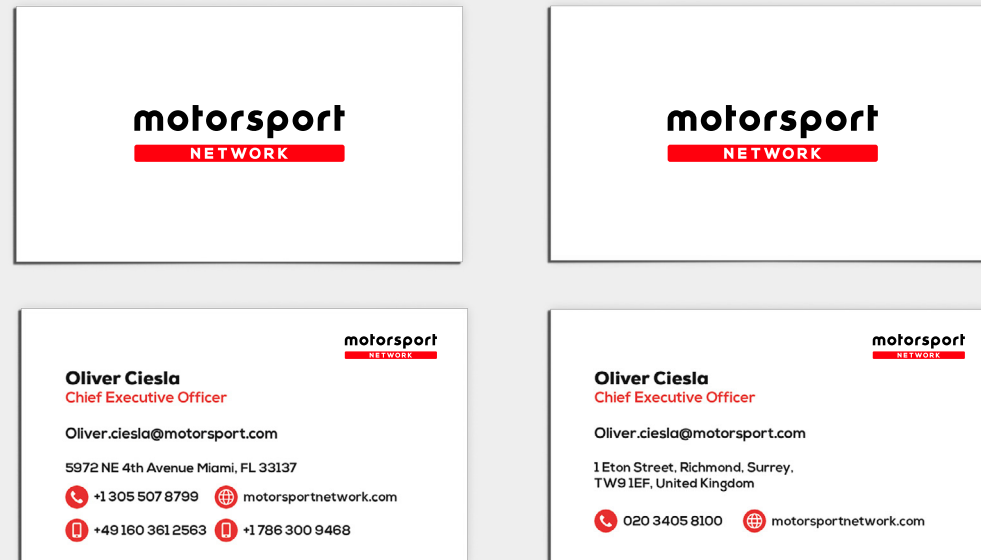 motorsport
NETWORK
motorsport
NETWORK
motorsport
NETWORK
Oliver Ciesla
Chief Executive Officer
Oliver.ciesla@motorsport.com
5972 NE 4th Avenue Miami, FL 33137
+1 305 507 8799 motorsportnetwork.com
+49 160 361 2563 +1 786 300 9468
motorsport
NETWORK
Oliver Ciesla
Chief Executive Officer
Oliver.ciesla@motorsport.com
1 Eton Street, Richmond, Surrey,
TW9 1EF, United Kingdom
020 3405 8100 motorsportnetwork.com